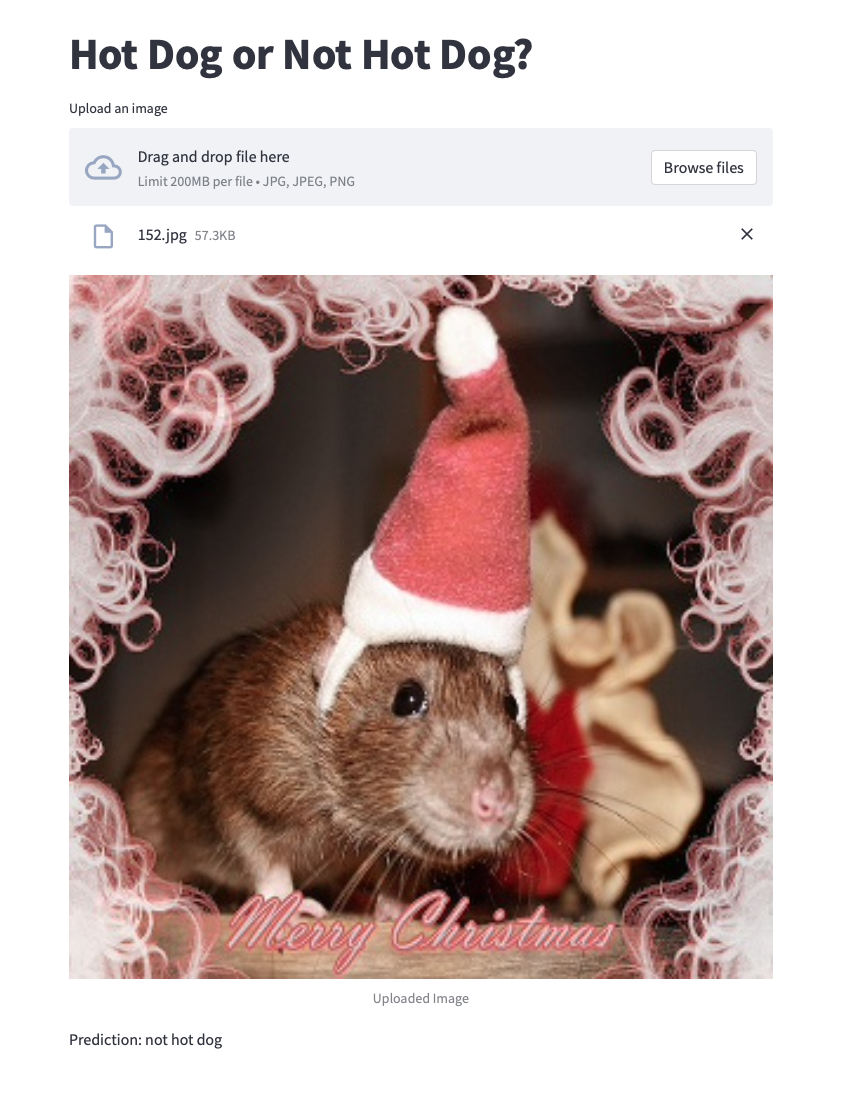 Hot Dog or Not Hot Dog?
Upload an image
Drag and drop file here
Limit 200MB per file • JPG, JPEG, PNG
Browse files
152.jpg 57.3KB
Merry Christmas
Uploaded Image
Prediction: not hot dog